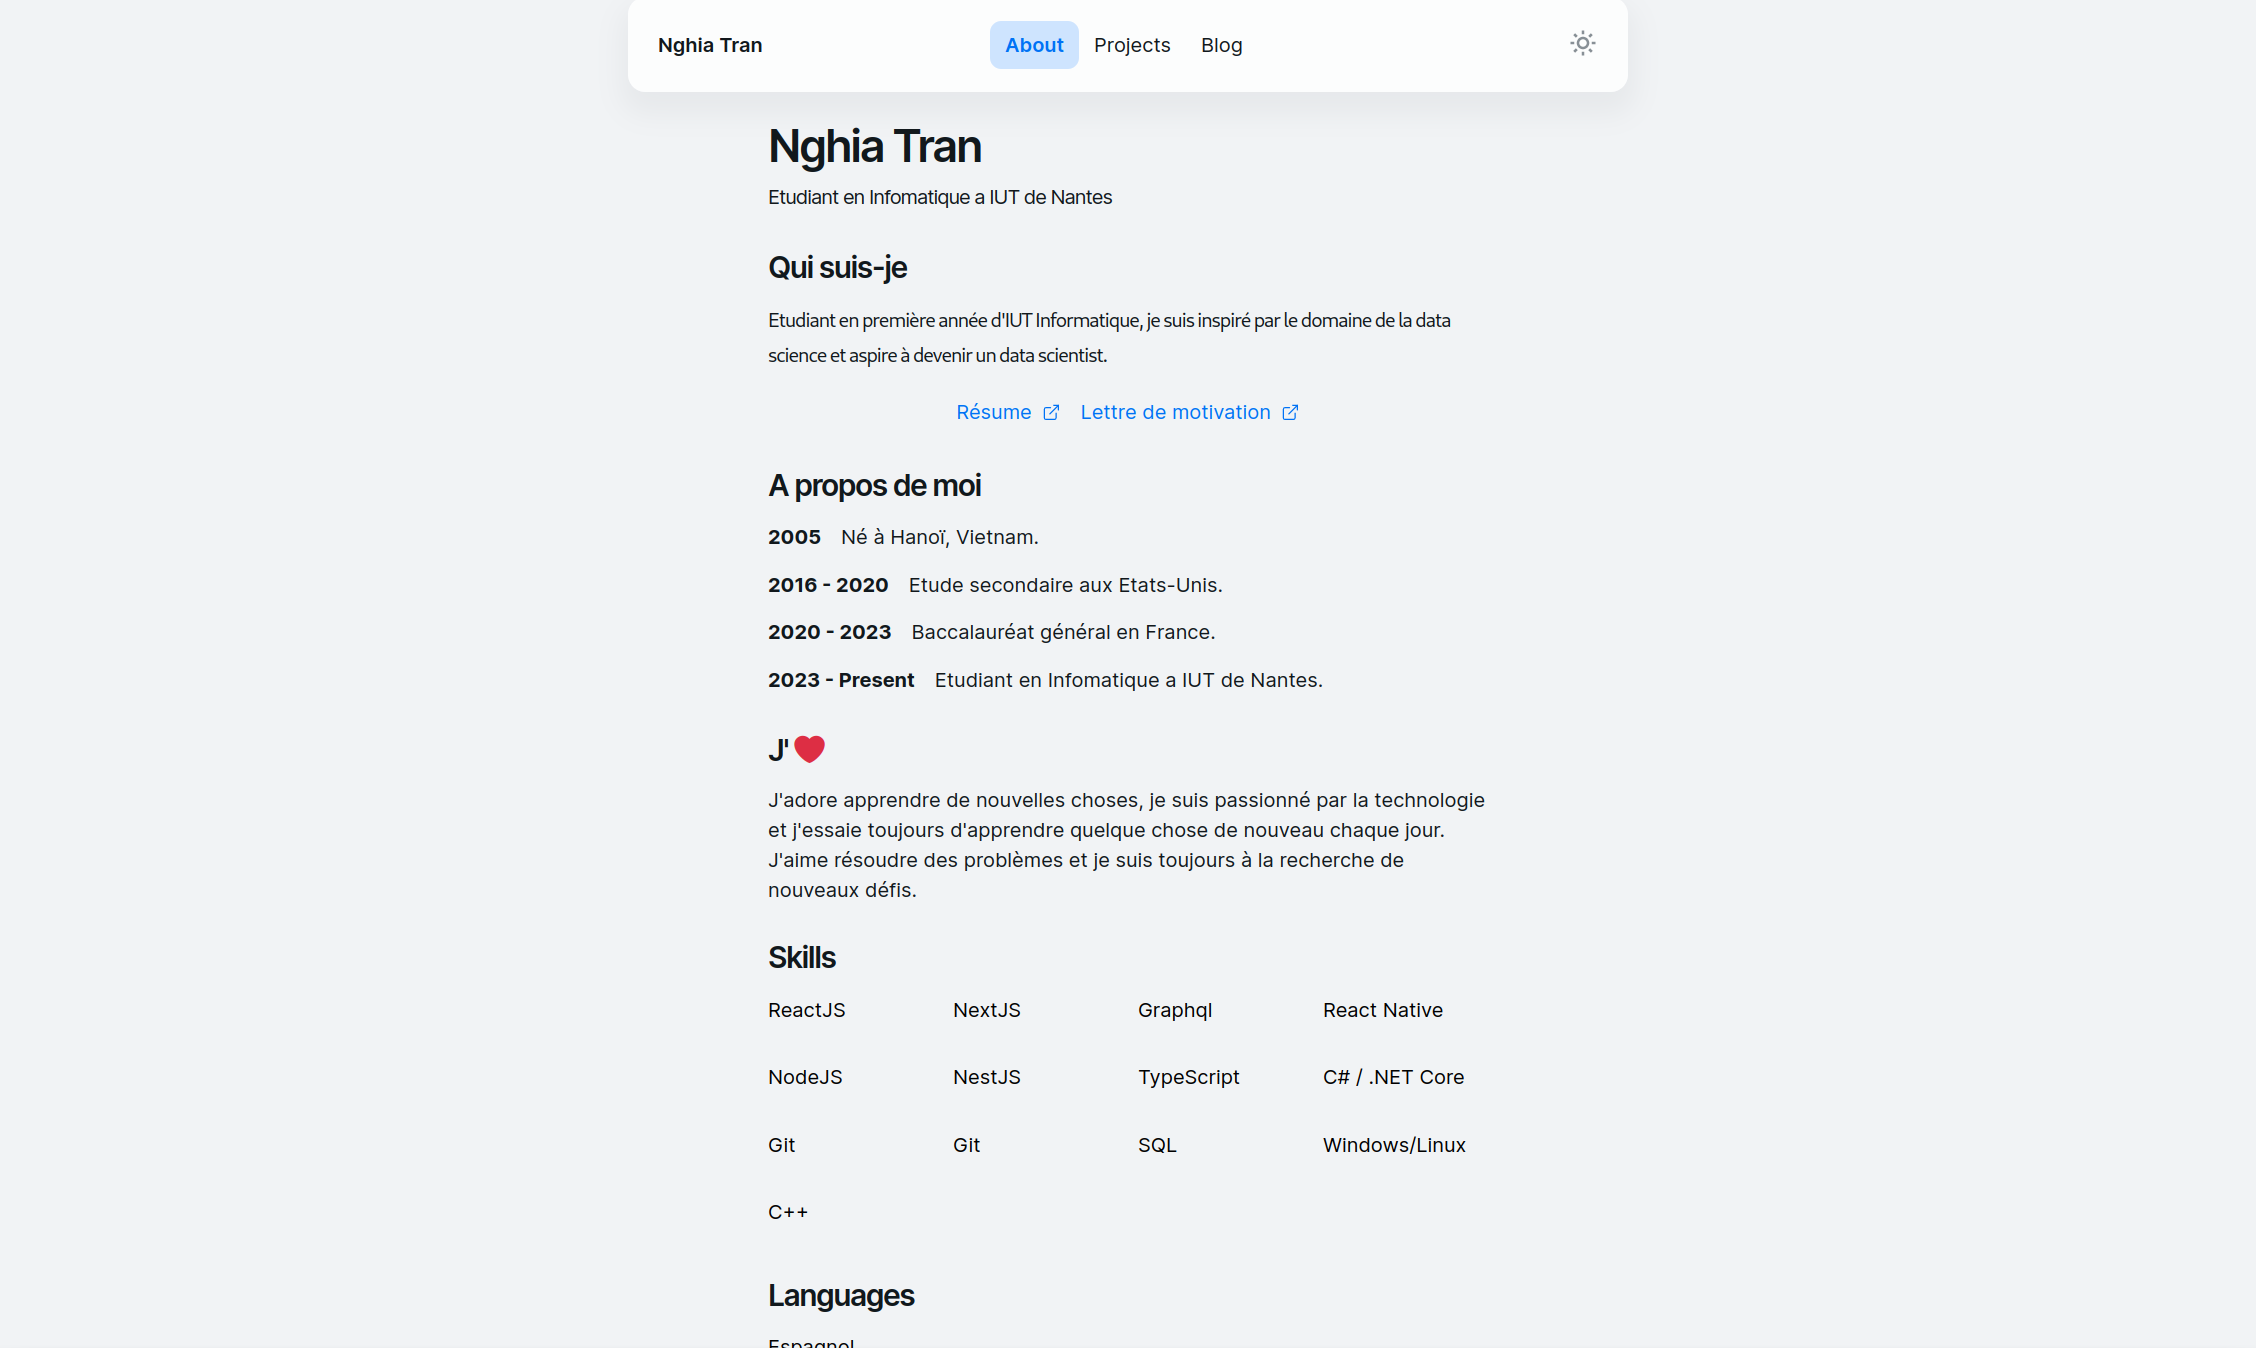 Nghia Tran
About Projects Blog
Nghia Tran
Etudiant en Infomatique a IUT de Nantes
Qui suis-je
Etudiant en première année d'IUT Informatique, je suis inspiré par le domaine de la data
science et aspire à devenir un data scientist.
Résume Lettre de motivation
A propos de moi
2005 Né à Hanoï, Vietnam.
2016 - 2020 Etude secondaire aux Etats-Unis.
2020 - 2023 Baccalauréat général en France.
2023 - Present Etudiant en Infomatique a IUT de Nantes.
J'
J'adore apprendre de nouvelles choses, je suis passionné par la technologie
et j'essaie toujours d'apprendre quelque chose de nouveau chaque jour.
J'aime résoudre des problèmes et je suis toujours à la recherche de
nouveaux défis.
Skills
ReactJS NextJS Graphql React Native
NodeJS NestJS TypeScript C# / .NET Core
Git Git SQL Windows/Linux
C++
Languages
Espagnol